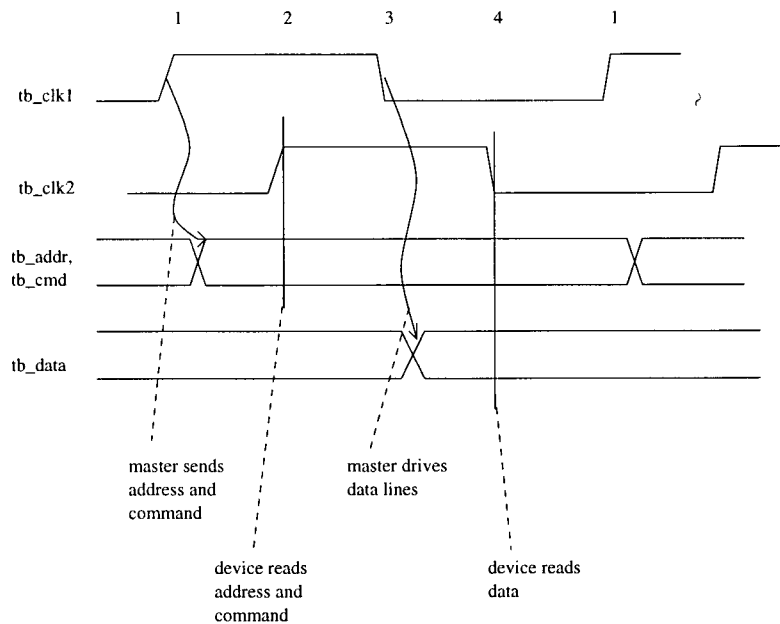 1 2 3 4 1
tb_clk1
tb_clk2
tb_addr,
tb_cmd
tb_data
master sends
address and
command
master drives
data lines
device reads
address and
command
device reads
data